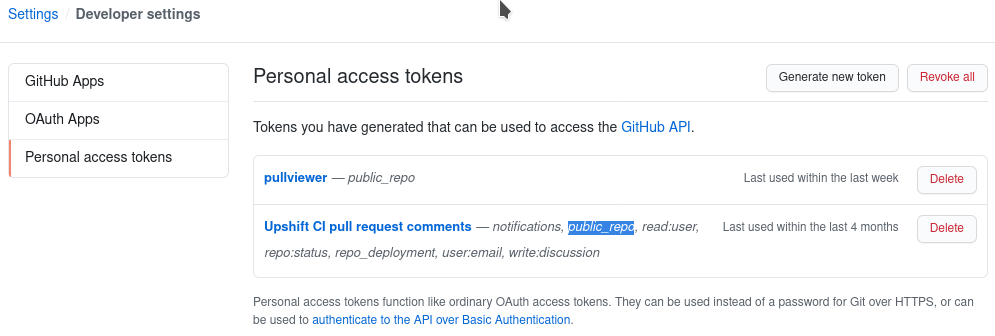 Settings / Developer settings
GitHub Apps
OAuth Apps
Personal access tokens
Personal access tokens
Generate new token
Revoke all
Tokens you have generated that can be used to access the GitHub API.
pullviewer — public_repo
Last used within the last week
Delete
Upshift CI pull request comments — notifications, public_repo, read:user,
repo:status, repo_deployment, user:email, write:discussion
Last used within the last 4 months
Delete
Personal access tokens function like ordinary OAuth access tokens. They can be used instead of a password for Git over HTTPS, or can
be used to authenticate to the API over Basic Authentication.